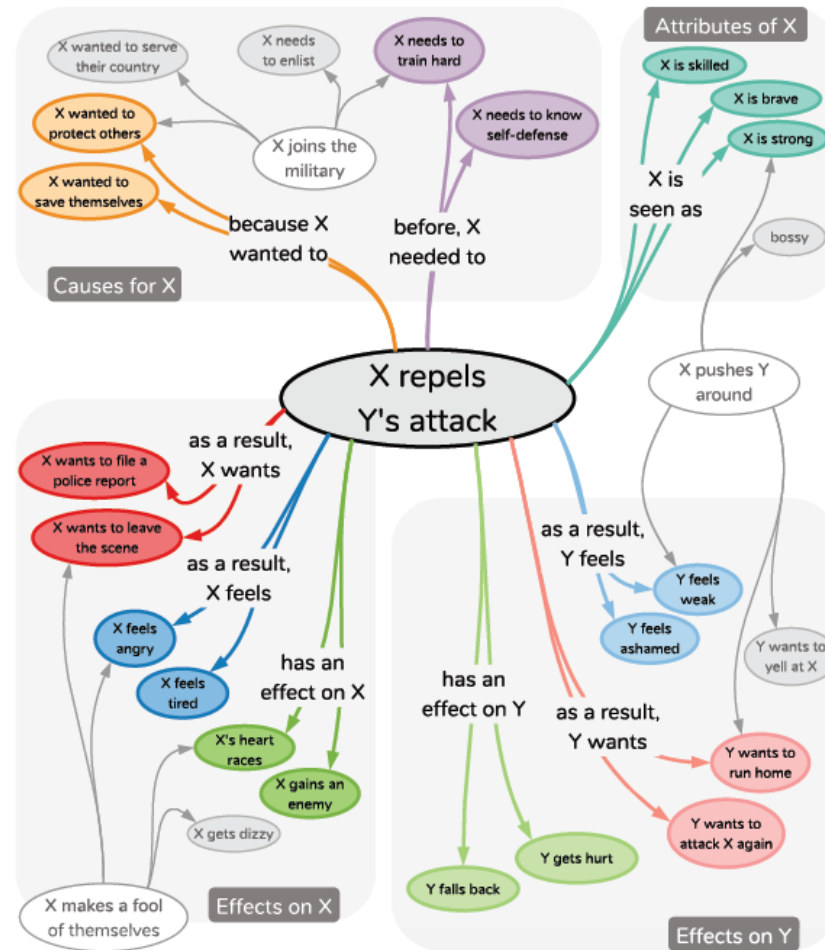 Attributes of X
X wanted to serve
their country
X needs
to enlist
X needs to
train hard
X is skilled
X is brave
X is strong
X wanted to
protect others
X needs to know
self-defense
X joins the
military
X wanted to
save themselves
X is
seen as
because X
wanted to
before, X
needed to
bossy
Causes for X
X repels
Y's attack
X pushes Y
around
as a result,
X wants
X wants to file a
police report
X wants to leave
the scene
as a result,
X feels
as a result,
Y feels
Y feels
weak
Y feels
ashamed
X feels
angry
X feels
tired
Y wants to
yell at X
has an
effect on X
has an
effect on Y
as a result,
Y wants
X's heart
races
X gains an
enemy
Y wants to
run home
X gets dizzy
Y wants to
attack X again
Y gets hurt
Y falls back
X makes a fool
of themselves
Effects on X
Effects on Y